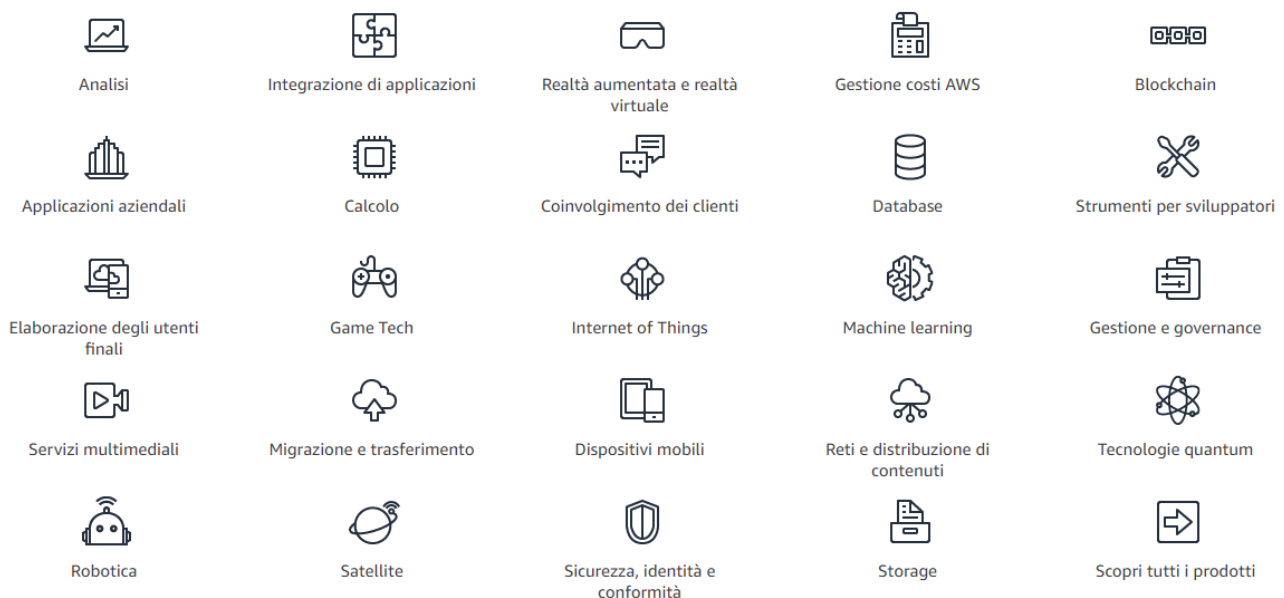 Analisi
Integrazione di applicazioni
Realtà aumentata e realtà
virtuale
Gestione costi AWS
Blockchain
Applicazioni aziendali
Calcolo
Coinvolgimento dei clienti
Database
Strumenti per sviluppatori
Elaborazione degli utenti
finali
Game Tech
Internet of Things
Machine learning
Gestione e governance
Servizi multimediali
Migrazione e trasferimento
Dispositivi mobili
Reti e distribuzione di
contenuti
Tecnologie quantum
Robotica
Satellite
Sicurezza, identità e
conformità
Storage
Scopri tutti i prodotti